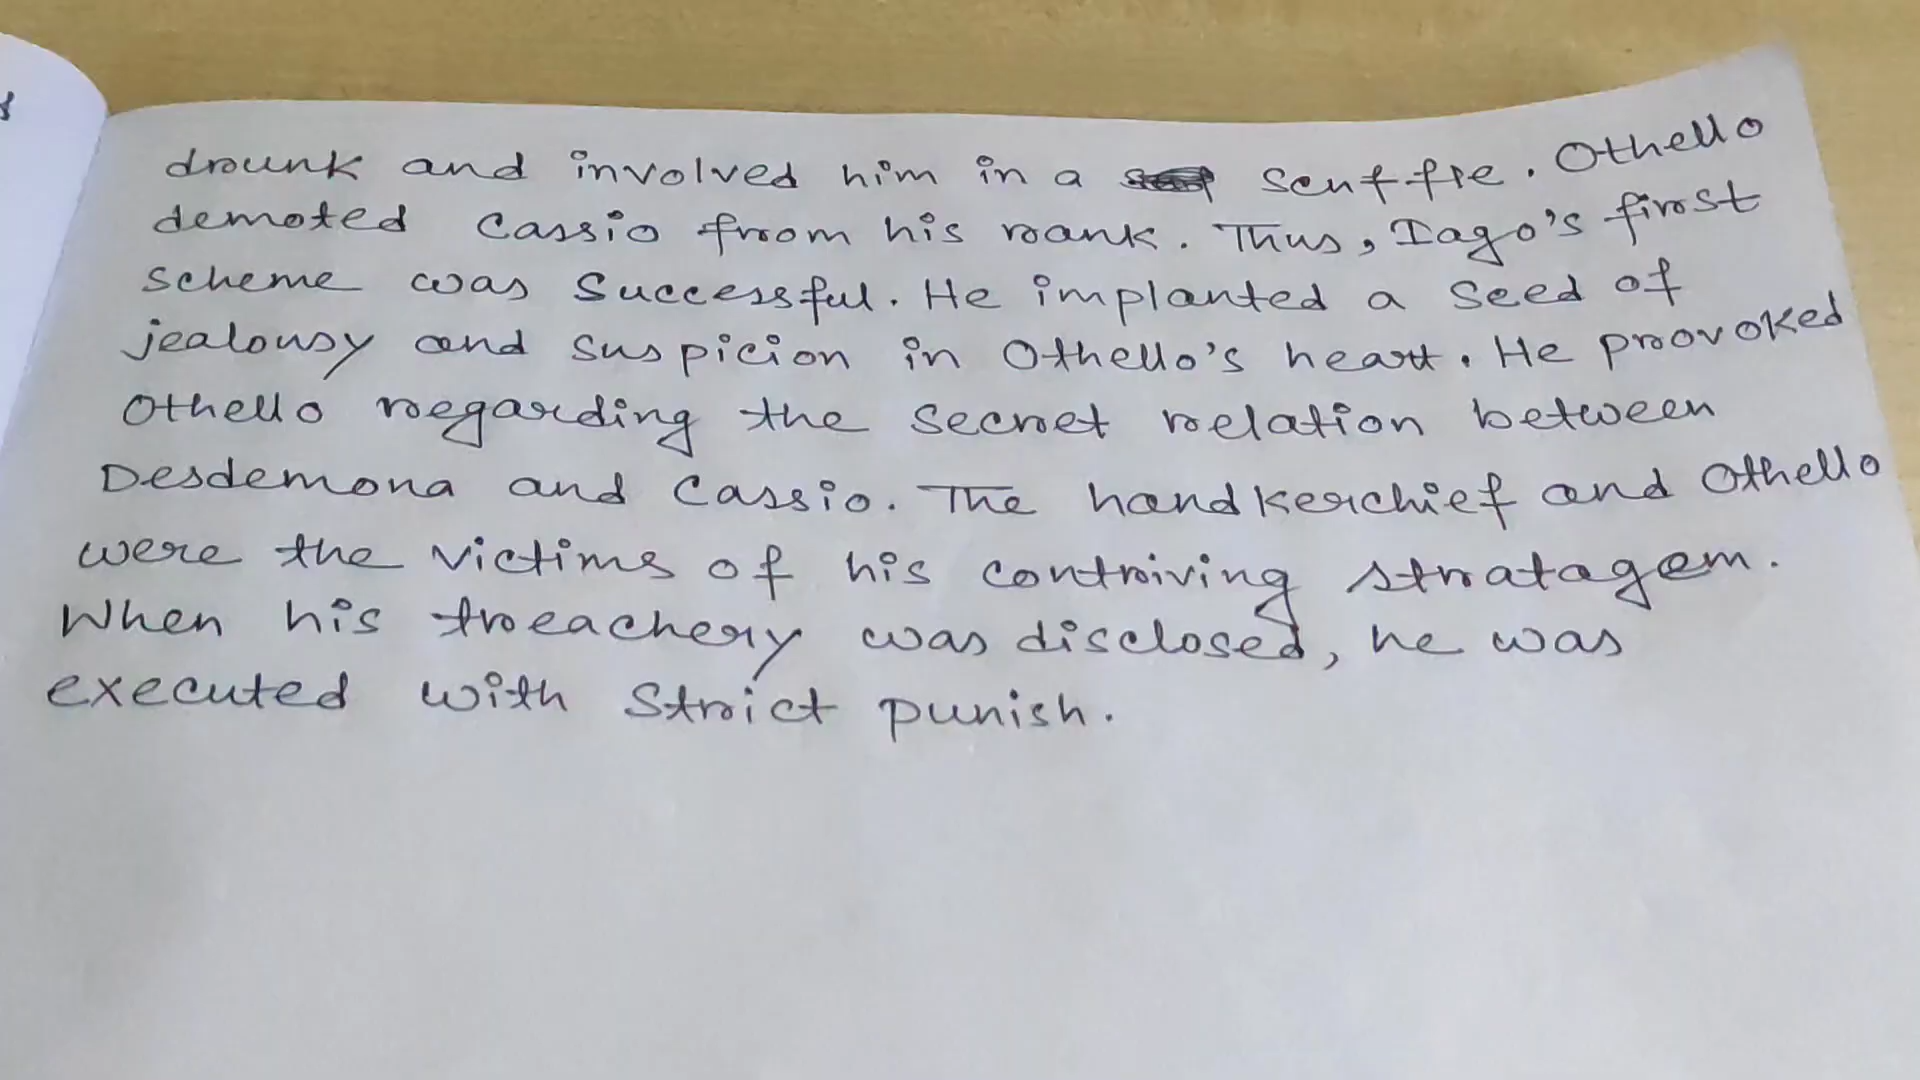 drunk and involved him in a scuffle. Othello
demoted Cassio from his rank. Thus, Iago's first
scheme was successful. He implanted a seed of
jealousy and suspicion in Othello's heart. He provoked
Othello regarding the secret relation between
Desdemona and Cassio. The handkerchief and Othello
were the victims of his contriving stratagem.
When his treachery was disclosed, he was
executed with strict punish.